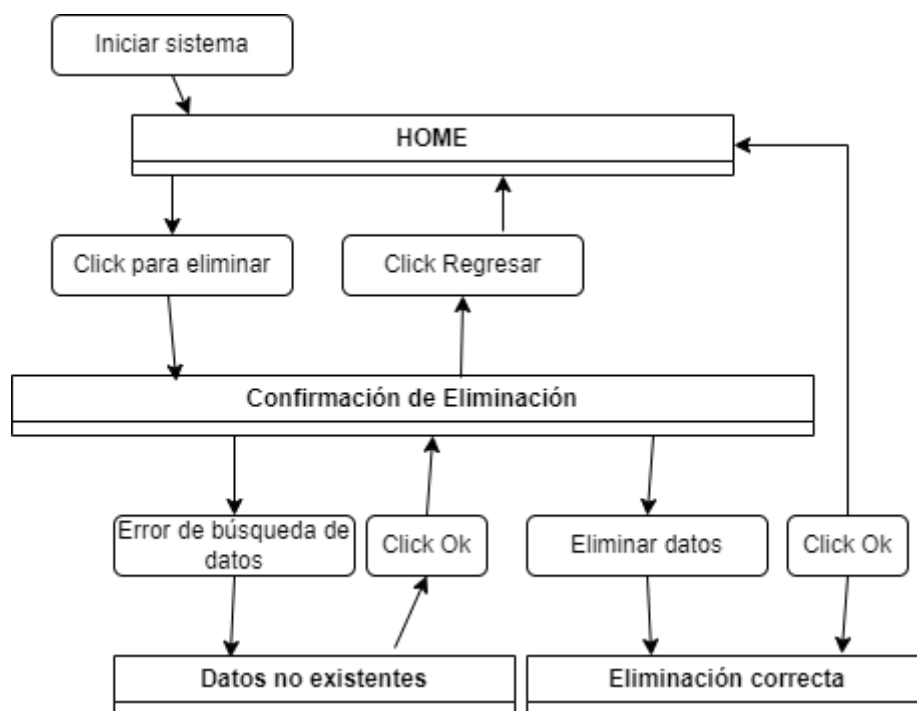 Iniciar sistema
HOME
Click para eliminar
Click Regresar
Confirmación de Eliminación
Error de búsqueda de
datos
Click Ok
Eliminar datos
Click Ok
Datos no existentes
Eliminación correcta